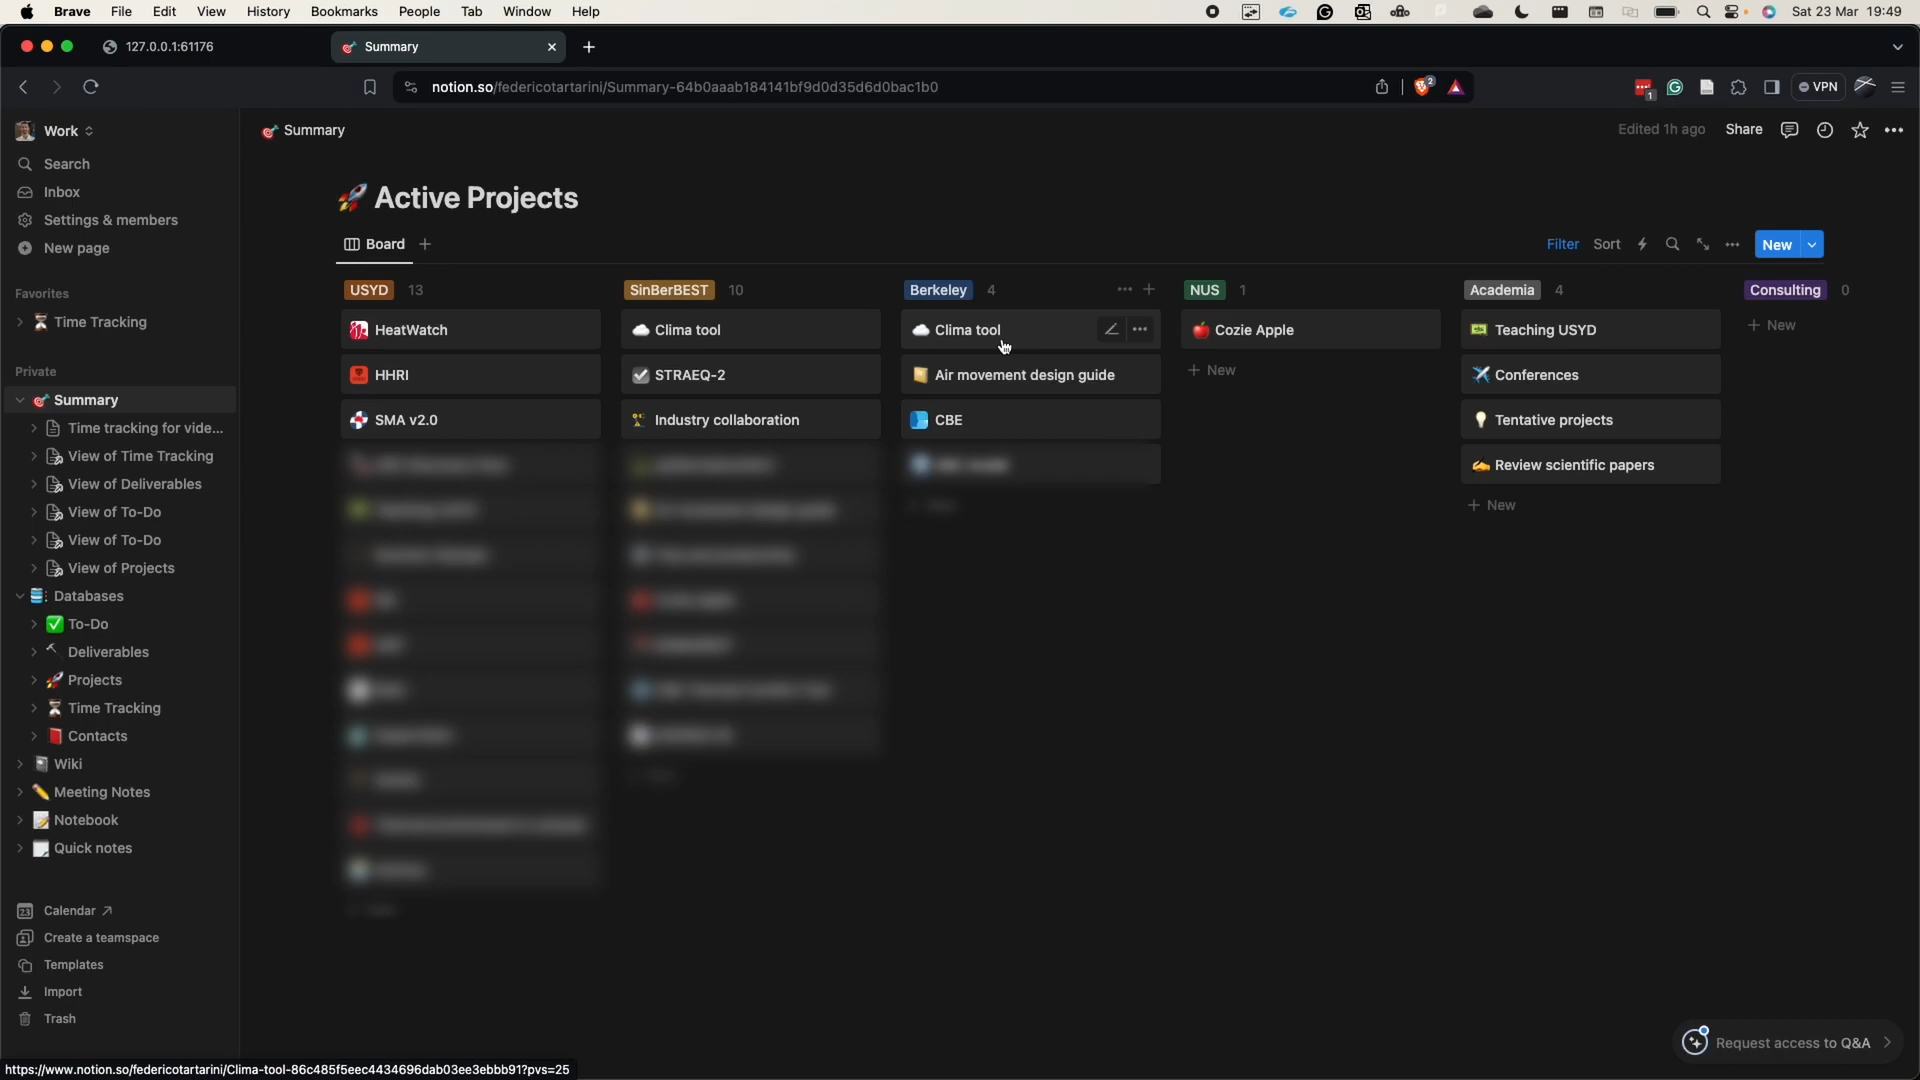 Brave File Edit View History Bookmarks People Tab Window Help
Sat 23 Mar 19:49
127.0.0.1:61176
Summary
notion.so/federicotartarini/Summary-64b0aaab184141bf9d0d35d6d0bac1b0
2
1
VPN
Work
Search
Inbox
Settings & members
New page
Favorites
Time Tracking
Private
Summary
Time tracking for vide...
View of Time Tracking
View of Deliverables
View of To-Do
View of To-Do
View of Projects
Databases
To-Do
Deliverables
Projects
Time Tracking
Contacts
Wiki
Meeting Notes
Notebook
Quick notes
23 Calendar ↗
Create a teamspace
Templates
Import
Trash
Summary
Edited 1h ago Share
Active Projects
Board
Filter Sort New
USYD 13
HeatWatch
HHRI
SMA v2.0
SinBerBEST 10
Clima tool
STRAEQ-2
Industry collaboration
Berkeley 4
Clima tool
Air movement design guide
CBE
NUS 1
Cozie Apple
+ New
Academia 4
Teaching USYD
Conferences
Tentative projects
Review scientific papers
+ New
Consulting 0
+ New
Request access to Q&A
https://www.notion.so/federicotartarini/Clima-tool-86c485f5eec4434696dab03ee3ebbb91?pvs=25